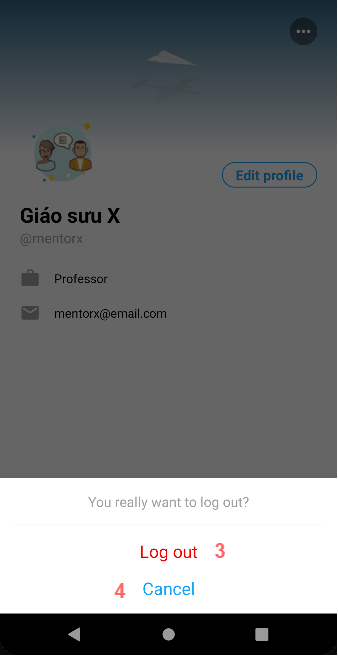 Edit profile
Giáo sưu X
@mentorx
Professor
mentorx@email.com
You really want to log out?
Log out 3
4 Cancel